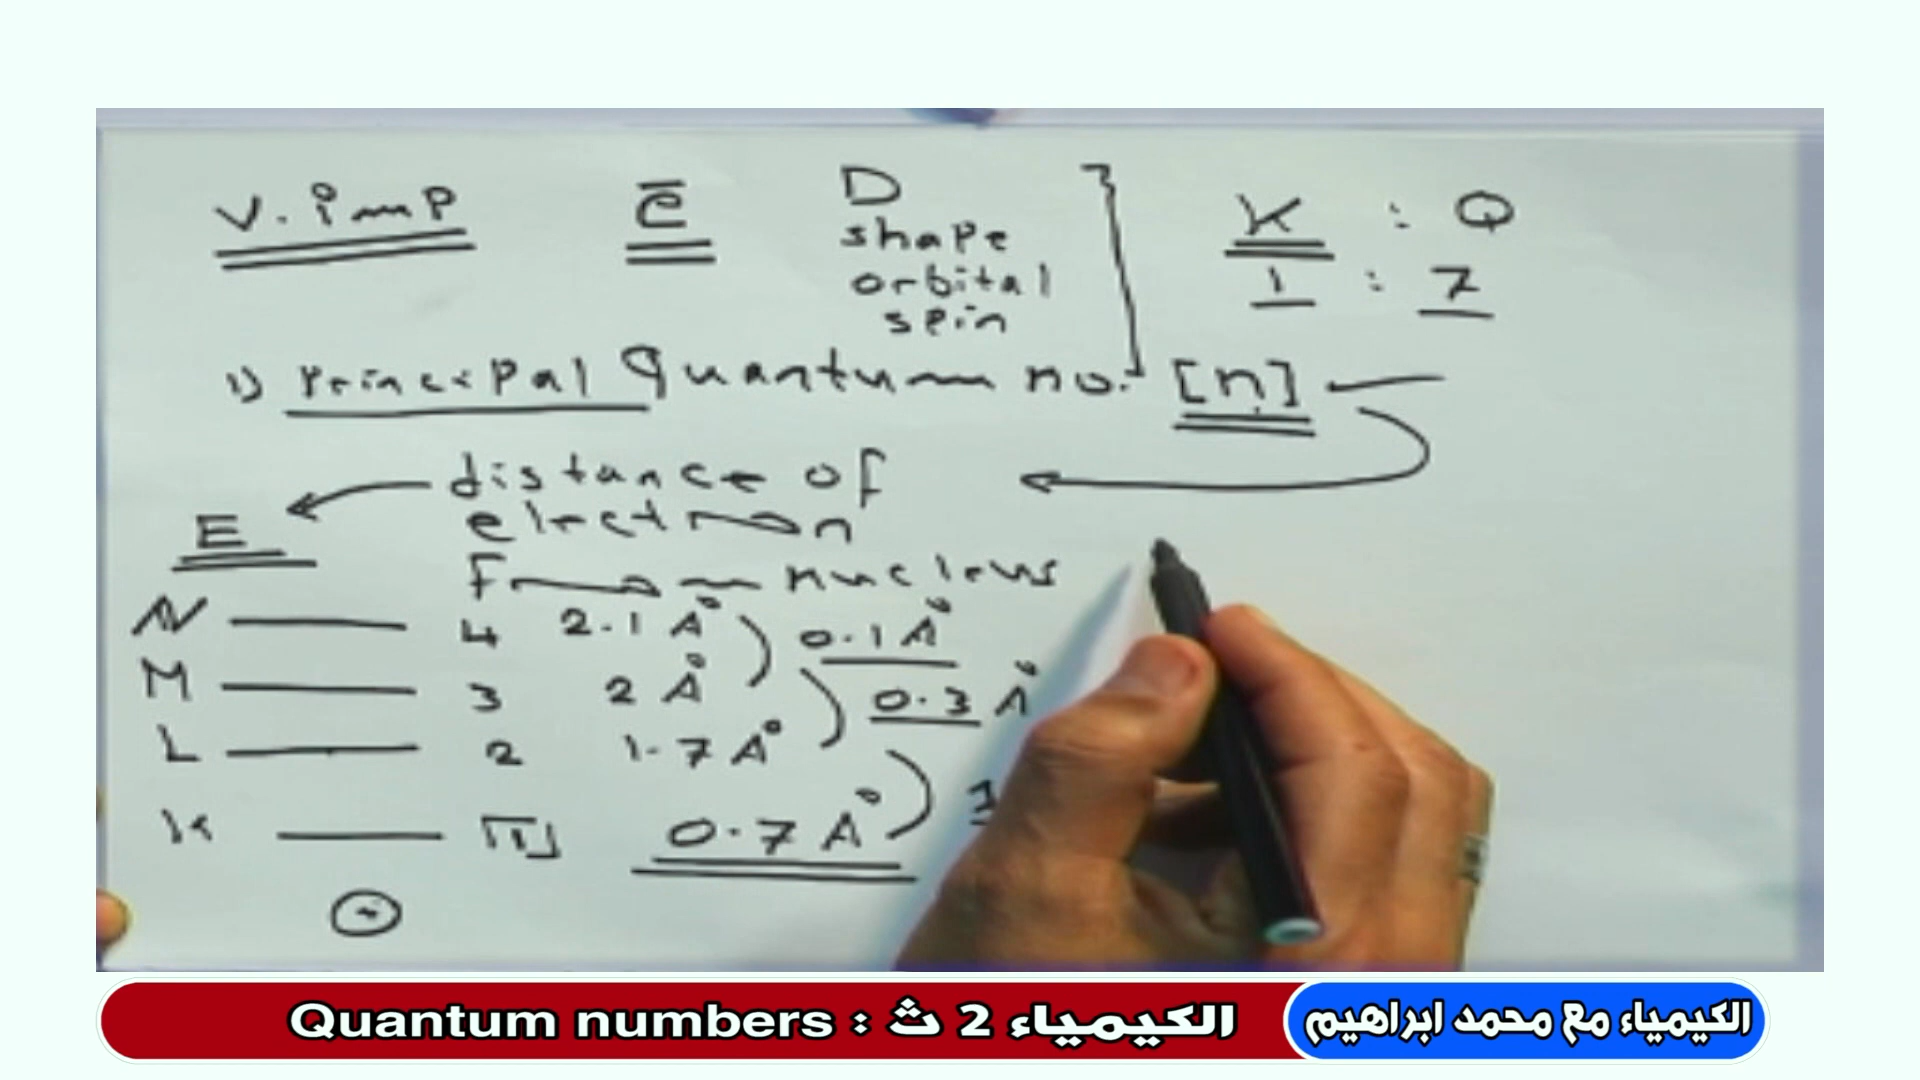 V. imp ē D K : Q
shape
orbital 1 : 7
spin
1) Principal Quantum no. [n]
distance of
electron
E
From nucleus
N 4 2.1 A° 0.1 A°
M 3 2 A° 0.3 A°
L 2 1.7 A°
K 1 0.7 A° 1
+
Quantum numbers : الكيمياء 2 ث
الكيمياء مع محمد ابراهيم